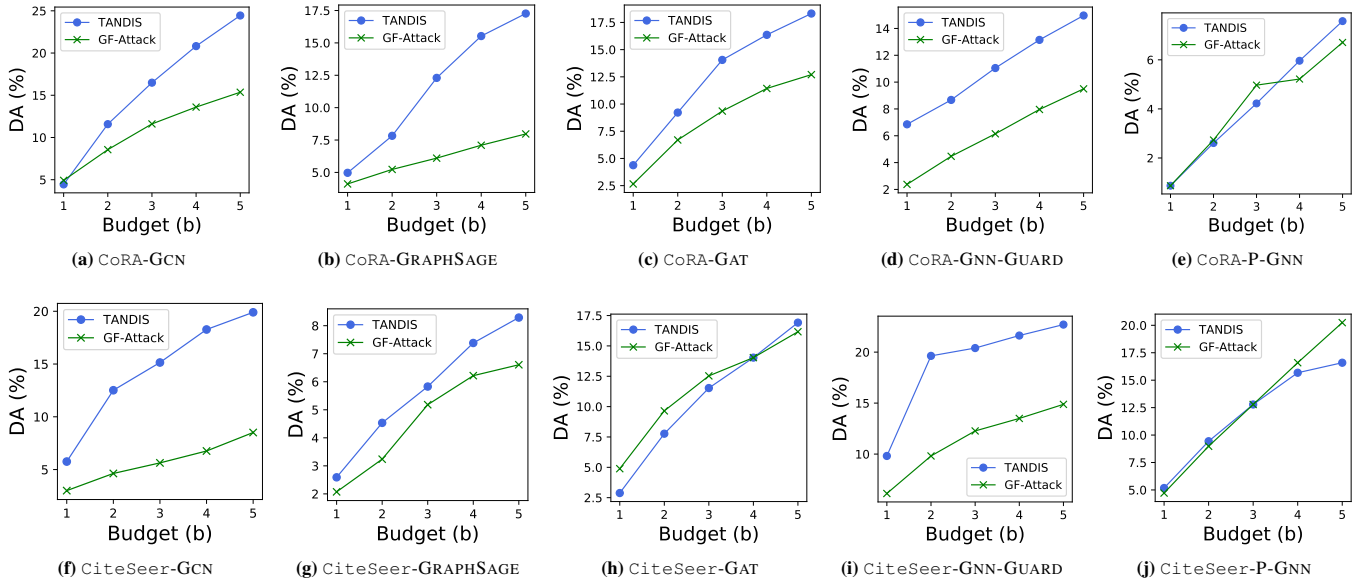 DA (%)
25
20
15
10
5
TANDIS
GF-Attack
1 2 3 4 5
Budget (b)
(a) CoRA-GCN
DA (%)
17.5
15.0
12.5
10.0
7.5
5.0
TANDIS
GF-Attack
1 2 3 4 5
Budget (b)
(b) CoRA-GRAPHSAGE
DA (%)
17.5
15.0
12.5
10.0
7.5
5.0
2.5
TANDIS
GF-Attack
1 2 3 4 5
Budget (b)
(c) CoRA-GAT
DA (%)
14
12
10
8
6
4
2
TANDIS
GF-Attack
1 2 3 4 5
Budget (b)
(d) CoRA-GNN-GUARD
DA (%)
6
4
2
TANDIS
GF-Attack
1 2 3 4 5
Budget (b)
(e) CoRA-P-GNN
DA (%)
20
15
10
5
TANDIS
GF-Attack
1 2 3 4 5
Budget (b)
(f) CiteSeer-GCN
DA (%)
8
7
6
5
4
3
2
TANDIS
GF-Attack
1 2 3 4 5
Budget (b)
(g) CiteSeer-GRAPHSAGE
DA (%)
17.5
15.0
12.5
10.0
7.5
5.0
2.5
TANDIS
GF-Attack
1 2 3 4 5
Budget (b)
(h) CiteSeer-GAT
DA (%)
20
10
TANDIS
GF-Attack
1 2 3 4 5
Budget (b)
(i) CiteSeer-GNN-GUARD
DA (%)
20.0
17.5
15.0
12.5
10.0
7.5
5.0
TANDIS
GF-Attack
1 2 3 4 5
Budget (b)
(j) CiteSeer-P-GNN